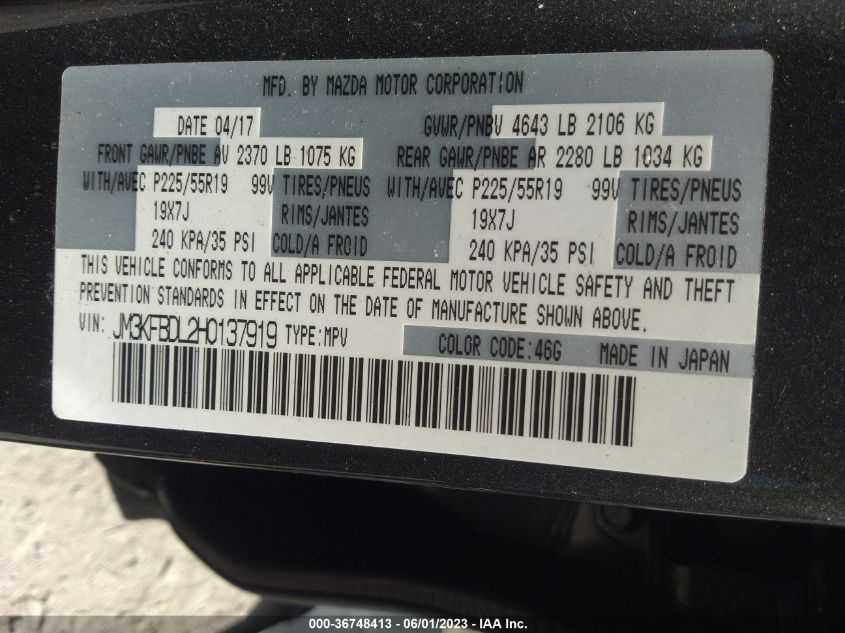 MFD. BY MAZDA MOTOR CORPORATION
DATE 04/17 GVWR/PNBV 4643 LB 2106 KG
FRONT GAWR/PNBE AV 2370 LB 1075 KG REAR GAWR/PNBE AR 2280 LB 1034 KG
WITH/AVEC P225/55R19 99V TIRES/PNEUS WITH/AVEC P225/55R19 99V TIRES/PNEUS
19X7J RIMS/JANTES 19X7J RIMS/JANTES
240 KPA/35 PSI COLD/A FROID 240 KPA/35 PSI COLD/A FROID
THIS VEHICLE CONFORMS TO ALL APPLICABLE FEDERAL MOTOR VEHICLE SAFETY AND THEFT
PREVENTION STANDARDS IN EFFECT ON THE DATE OF MANUFACTURE SHOWN ABOVE.
VIN: JM3KFBDL2H0137919 TYPE:MPV COLOR CODE:46G MADE IN JAPAN
000-36748413 - 06/01/2023 - IAA Inc.